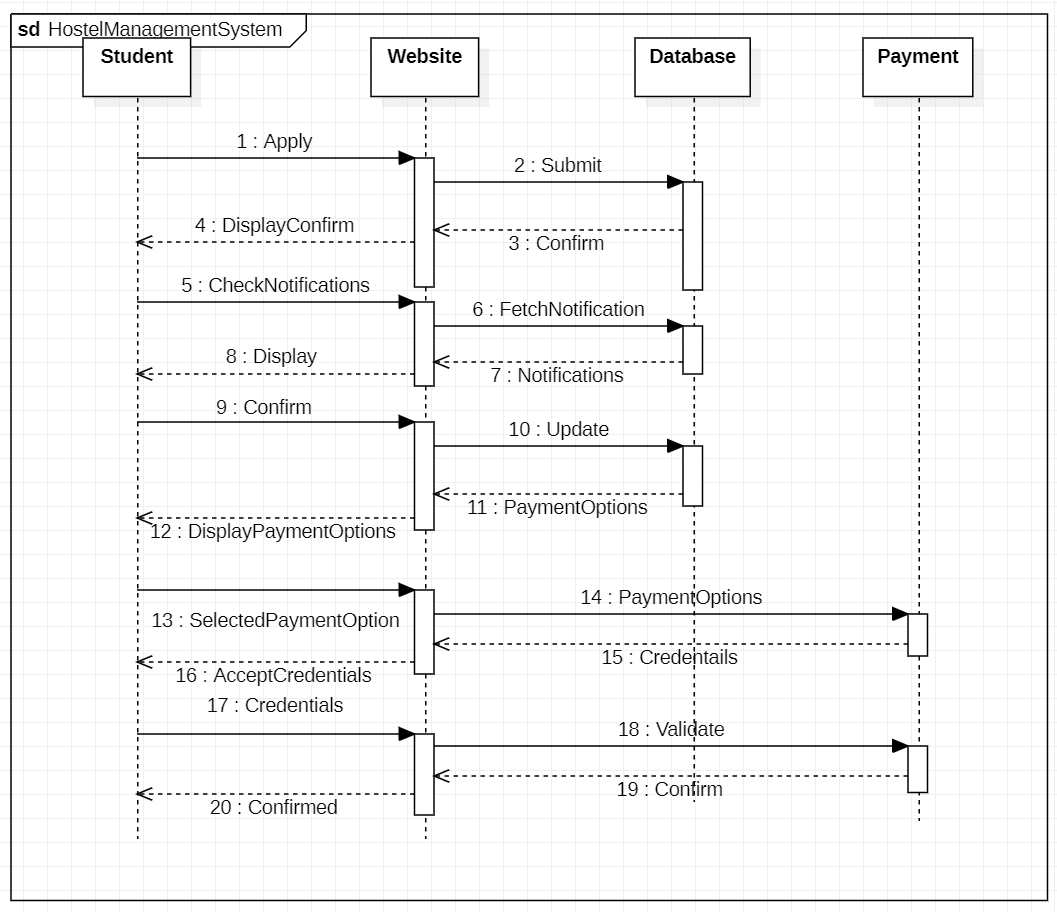 sd HostelManagementSystem
Student
Website
Database
Payment
1 : Apply
2 : Submit
3 : Confirm
4 : DisplayConfirm
5 : CheckNotifications
6 : FetchNotification
7 : Notifications
8 : Display
9 : Confirm
10 : Update
11 : PaymentOptions
12 : DisplayPaymentOptions
13 : SelectedPaymentOption
14 : PaymentOptions
15 : Credentails
16 : AcceptCredentials
17 : Credentials
18 : Validate
19 : Confirm
20 : Confirmed